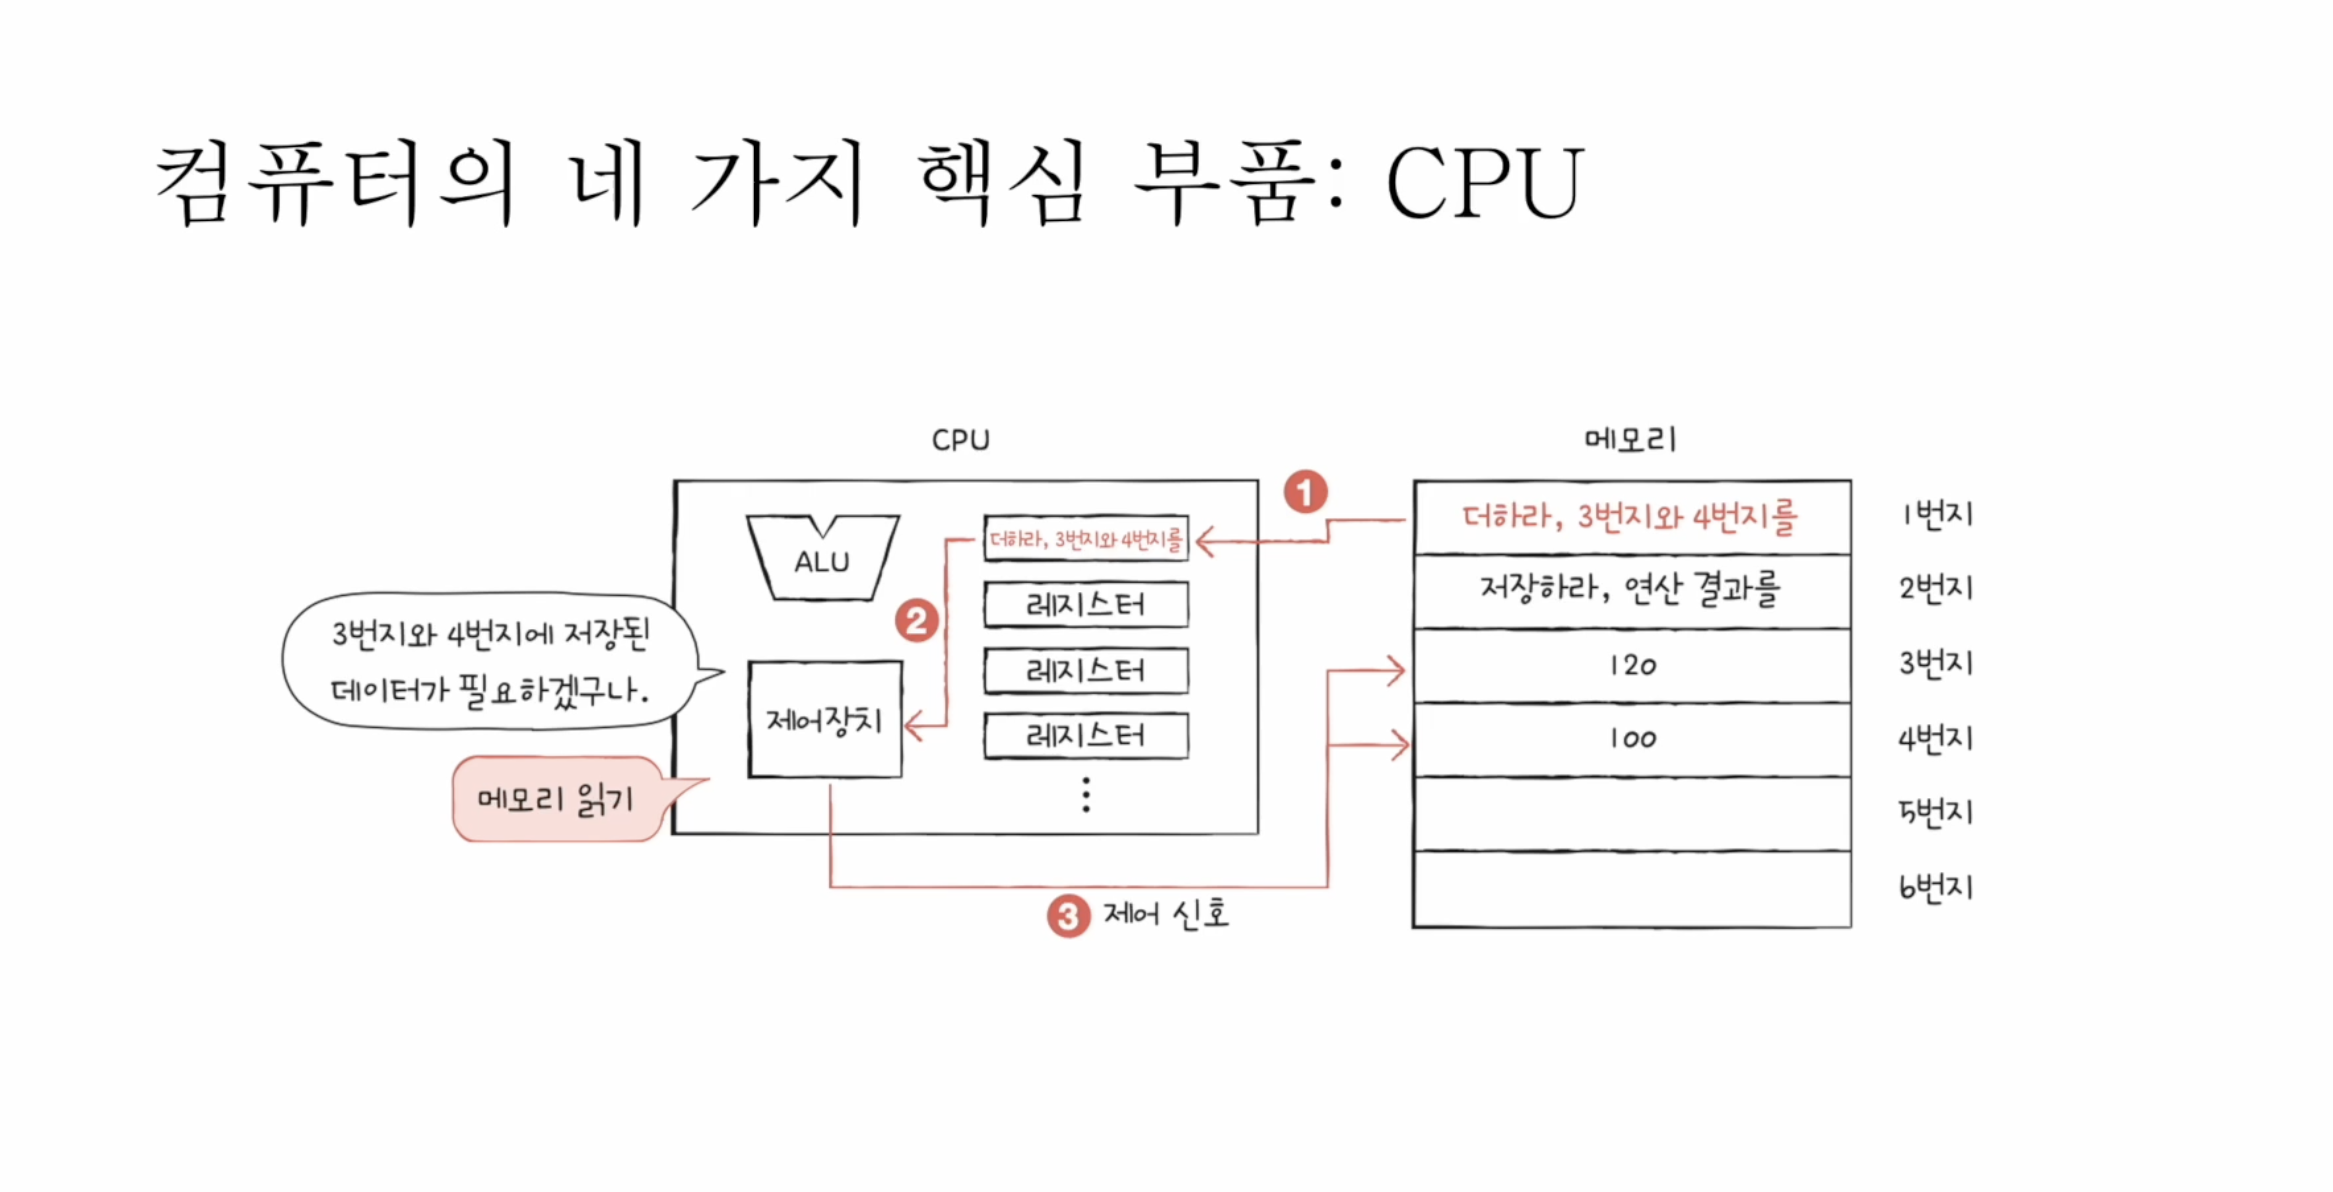 컴퓨터의 네 가지 핵심 부품: CPU
CPU
메모리
1
더하라, 3번지와 4번지를
1번지
ALU
더하라, 3번지와 4번지를
저장하라, 연산 결과를
2번지
2
레지스터
3번지와 4번지에 저장된
데이터가 필요하겠구나.
레지스터
120
3번지
제어장치
레지스터
100
4번지
메모리 읽기
5번지
6번지
3 제어 신호